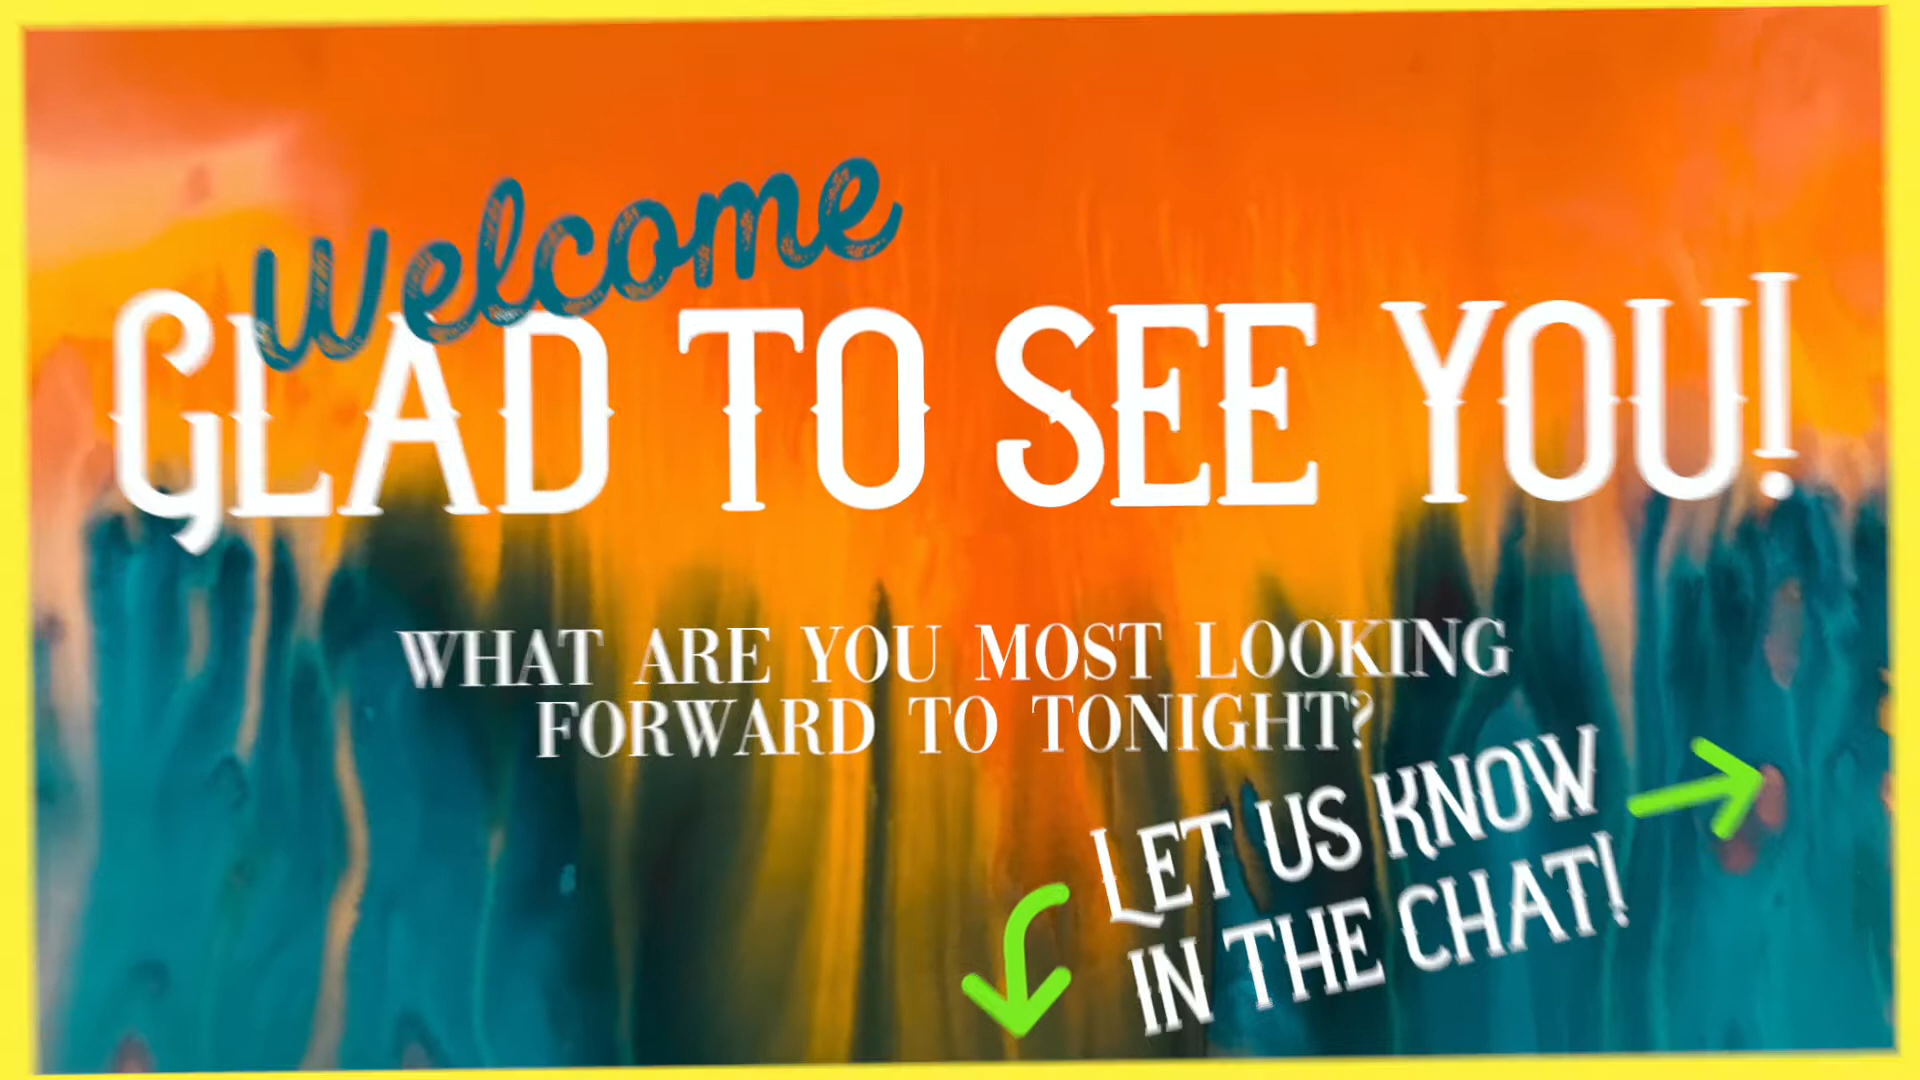 Welcome
GLAD TO SEE YOU!
WHAT ARE YOU MOST LOOKING
FORWARD TO TONIGHT?
LET US KNOW
IN THE CHAT!